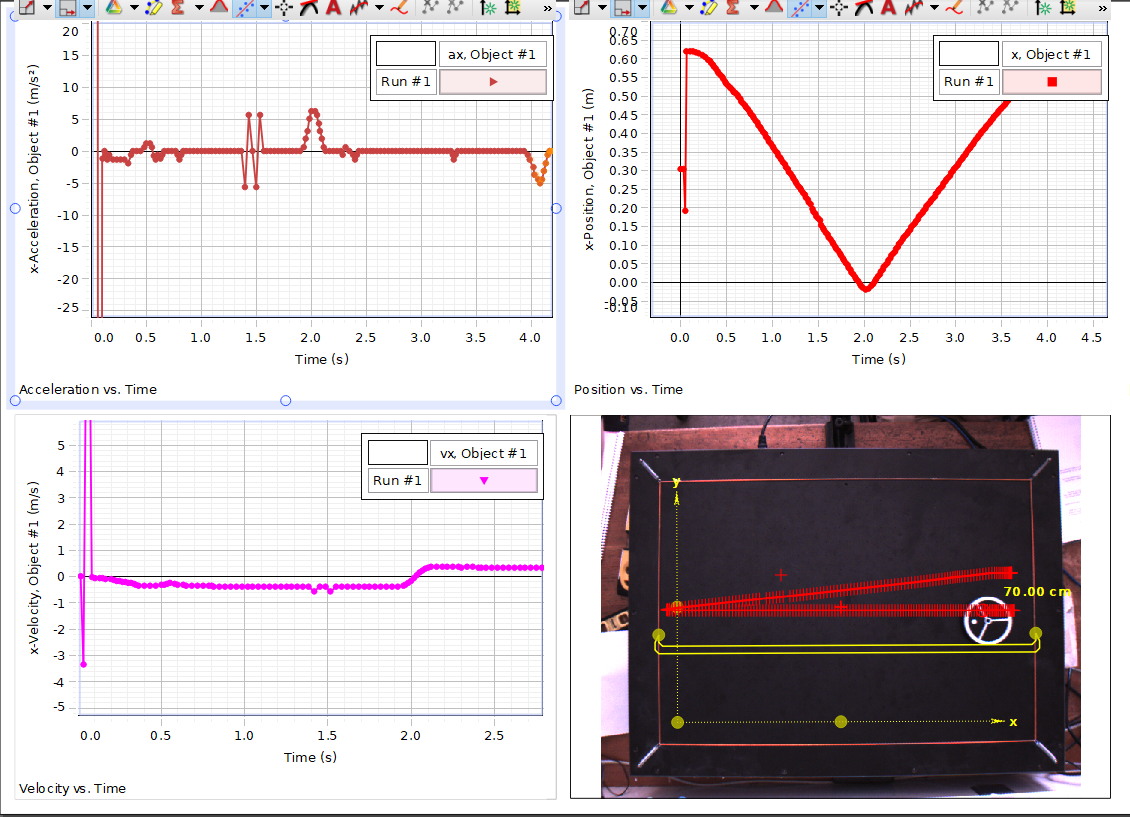 »
»
20
15
10
5
0
-5
-10
-15
-20
-25
x-Acceleration, Object #1 (m/s²)
ax, Object #1
Run #1
0.0 0.5 1.0 1.5 2.0 2.5 3.0 3.5 4.0
Time (s)
Acceleration vs. Time
0.70
0.65
0.60
0.55
0.50
0.45
0.40
0.35
0.30
0.25
0.20
0.15
0.10
0.05
0.00
-0.05
-0.10
x-Position, Object #1 (m)
x, Object #1
Run #1
0.0 0.5 1.0 1.5 2.0 2.5 3.0 3.5 4.0 4.5
Time (s)
Position vs. Time
5
4
3
2
1
0
-1
-2
-3
-4
-5
x-Velocity, Object #1 (m/s)
vx, Object #1
Run #1
0.0 0.5 1.0 1.5 2.0 2.5
Time (s)
Velocity vs. Time
y
70.00 cm
x